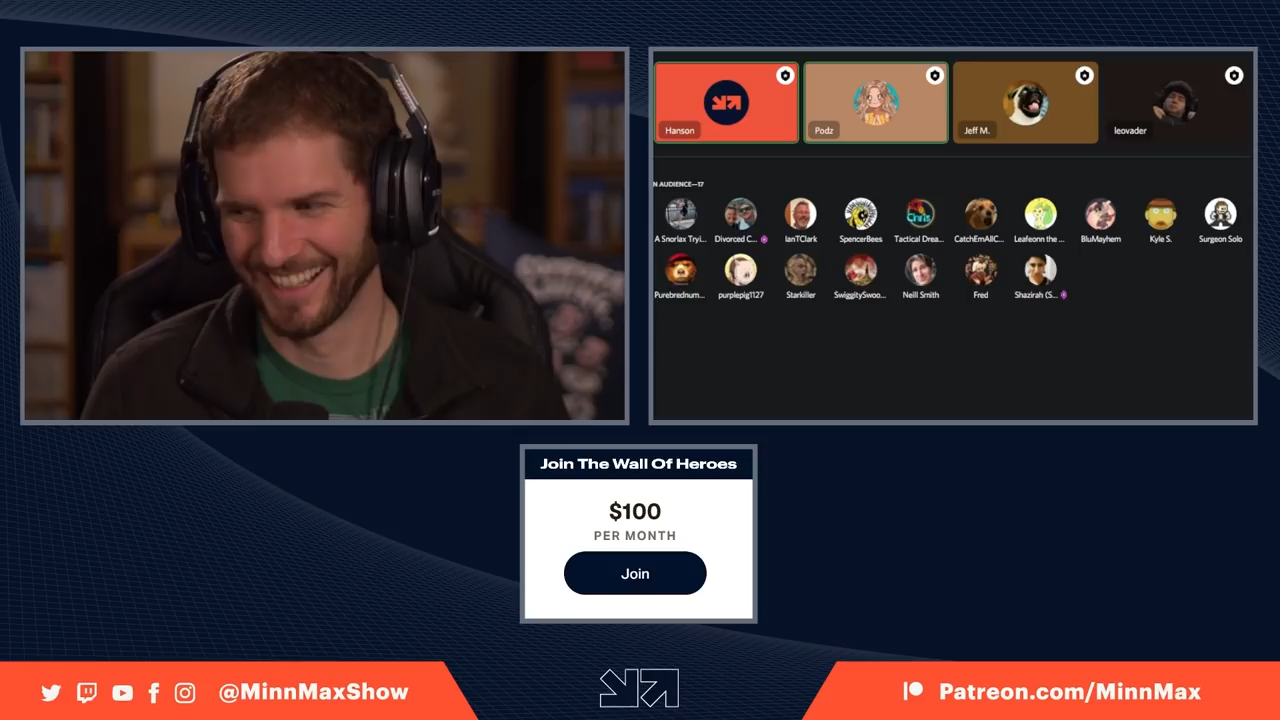 Hanson
Podz
Jeff M.
leovader
N AUDIENCE—17
A Snorlax Tryi...
Divorced C...
IanTClark
SpencerBees
Tactical Drea...
CatchEmAllC...
Leafeonn the ...
BluMayhem
Kyle S.
Surgeon Solo
Purebrednum...
purplepig1127
Starkiller
SwiggitySwoo...
Neill Smith
Fred
Shazirah (S...
Join The Wall Of Heroes
$100
PER MONTH
Join
@MinnMaxShow
Patreon.com/MinnMax